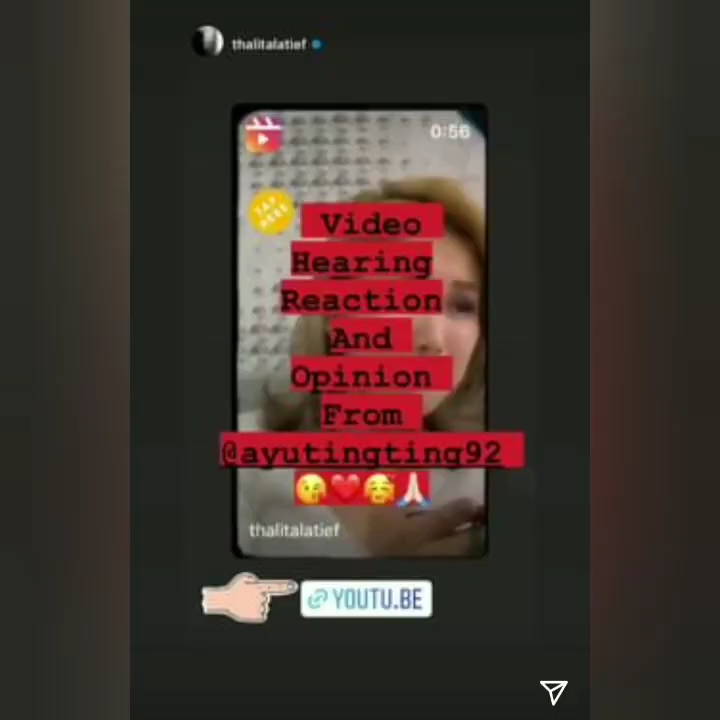 thalitalatief
0:56
TAP HERE
Video
Hearing
Reaction
And
Opinion
From
@ayutingting92
😘❤️🥰🙏🏻
thalitalatief
YOUTU.BE